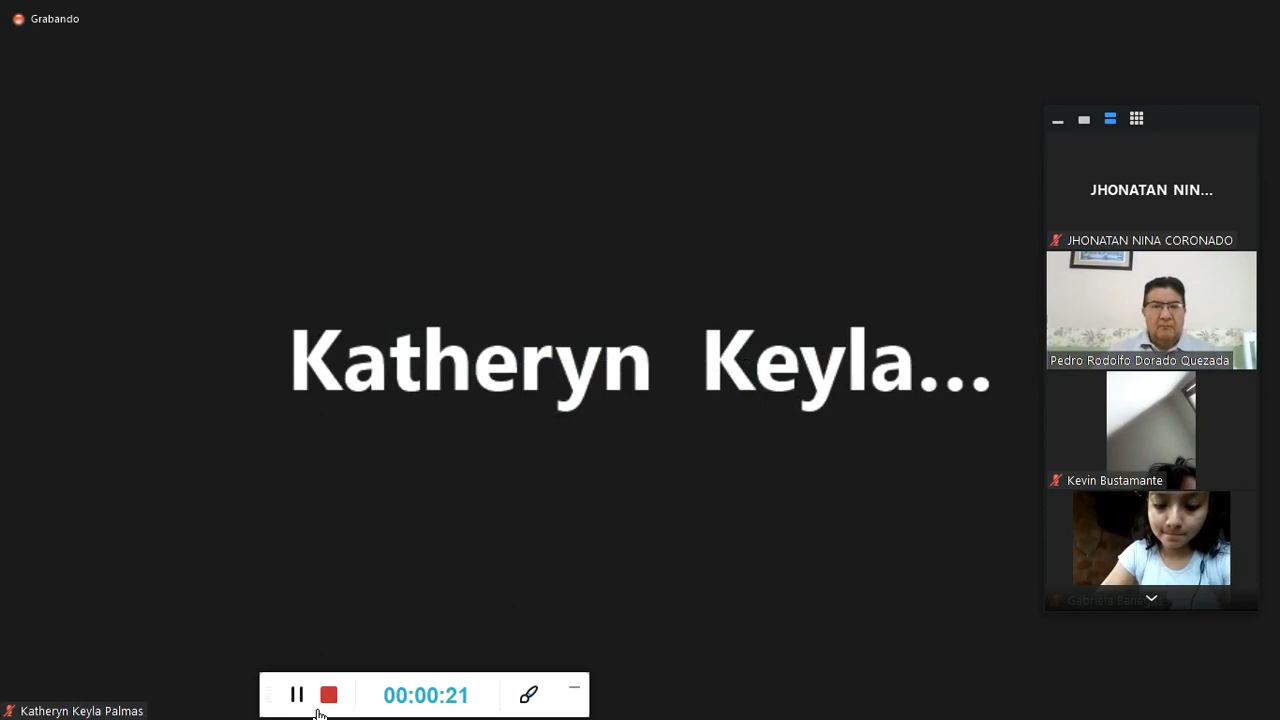 Grabando
JHONATAN NIN...
JHONATAN NINA CORONADO
Pedro Rodolfo Dorado Quezada
Katheryn Keyla...
Kevin Bustamante
Gabriela
00:00:21
Katheryn Keyla Palmas